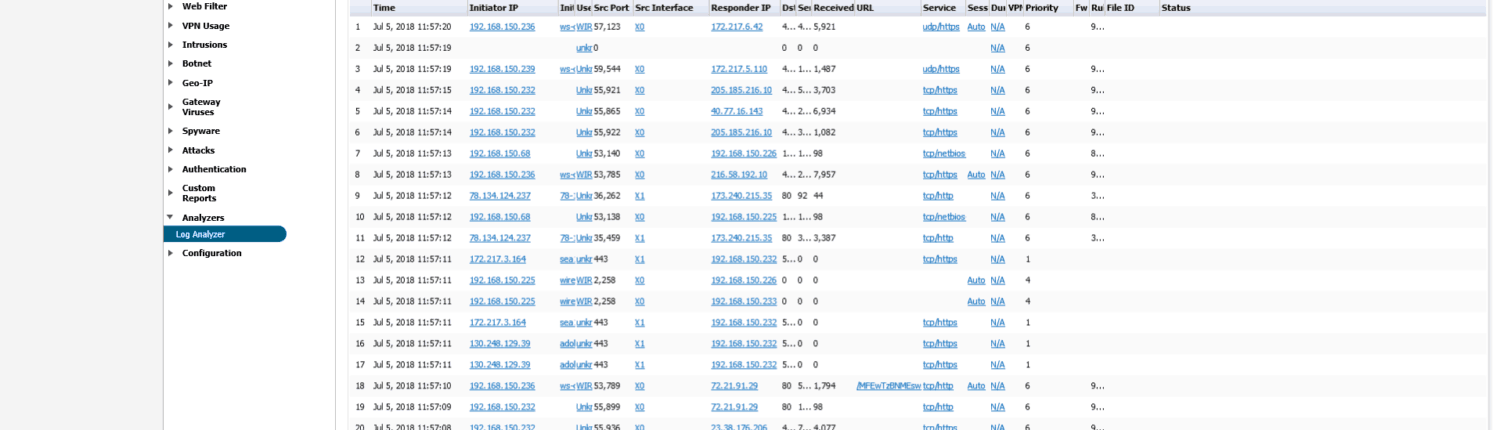 Web Filter
VPN Usage
Intrusions
Botnet
Geo-IP
Gateway
Viruses
Spyware
Attacks
Authentication
Custom
Reports
Analyzers
Log Analyzer
Configuration
Time Initiator IP Init Use Src Port Src Interface Responder IP Dst Ser Received URL Service Sess Dur VPN Priority Fw Rul File ID Status
1 Jul 5, 2018 11:57:20 192.168.150.236 ws-c WIR 57,123 X0 172.217.6.42 4... 4... 5,921 udp/https Auto N/A 6 9...
2 Jul 5, 2018 11:57:19 unkr 0 0 0 0 N/A 6
3 Jul 5, 2018 11:57:19 192.168.150.239 ws-c Unkr 59,544 X0 172.217.5.110 4... 1... 1,487 udp/https N/A 6 9...
4 Jul 5, 2018 11:57:15 192.168.150.232 Unkr 55,921 X0 205.185.216.10 4... 5... 3,703 tcp/https N/A 6 9...
5 Jul 5, 2018 11:57:14 192.168.150.232 Unkr 55,865 X0 40.77.16.143 4... 2... 6,934 tcp/https N/A 6 9...
6 Jul 5, 2018 11:57:14 192.168.150.232 Unkr 55,922 X0 205.185.216.10 4... 3... 1,082 tcp/https N/A 6 9...
7 Jul 5, 2018 11:57:13 192.168.150.68 Unkr 53,140 X0 192.168.150.226 1... 1... 98 tcp/netbios N/A 6 8...
8 Jul 5, 2018 11:57:13 192.168.150.236 ws-c WIR 53,785 X0 216.58.192.10 4... 2... 7,957 tcp/https Auto N/A 6 9...
9 Jul 5, 2018 11:57:12 78.134.124.237 78-: Unkr 36,262 X1 173.240.215.35 80 92 44 tcp/http N/A 6 3...
10 Jul 5, 2018 11:57:12 192.168.150.68 Unkr 53,138 X0 192.168.150.225 1... 1... 98 tcp/netbios N/A 6 8...
11 Jul 5, 2018 11:57:12 78.134.124.237 78-: Unkr 35,459 X1 173.240.215.35 80 3... 3,387 tcp/http N/A 6 3...
12 Jul 5, 2018 11:57:11 172.217.3.164 sea unkr 443 X1 192.168.150.232 5... 0 0 tcp/https N/A 1
13 Jul 5, 2018 11:57:11 192.168.150.225 wire WIR 2,258 X0 192.168.150.226 0 0 0 Auto N/A 4
14 Jul 5, 2018 11:57:11 192.168.150.225 wire WIR 2,258 X0 192.168.150.233 0 0 0 Auto N/A 4
15 Jul 5, 2018 11:57:11 172.217.3.164 sea unkr 443 X1 192.168.150.232 5... 0 0 tcp/https N/A 1
16 Jul 5, 2018 11:57:11 130.248.129.39 adol unkr 443 X1 192.168.150.232 5... 0 0 tcp/https N/A 1
17 Jul 5, 2018 11:57:11 130.248.129.39 adol unkr 443 X1 192.168.150.232 5... 0 0 tcp/https N/A 1
18 Jul 5, 2018 11:57:10 192.168.150.236 ws-c WIR 53,789 X0 72.21.91.29 80 5... 1,794 /MFEwTzBNMEsw tcp/http Auto N/A 6 9...
19 Jul 5, 2018 11:57:09 192.168.150.232 Unkr 55,899 X0 72.21.91.29 80 1... 98 tcp/http N/A 6 9...
20 Jul 5, 2018 11:57:08 192.168.150.232 Unkr 55,936 X0 23.38.176.206 4... 7... 4,077 tcp/https N/A 6 9...